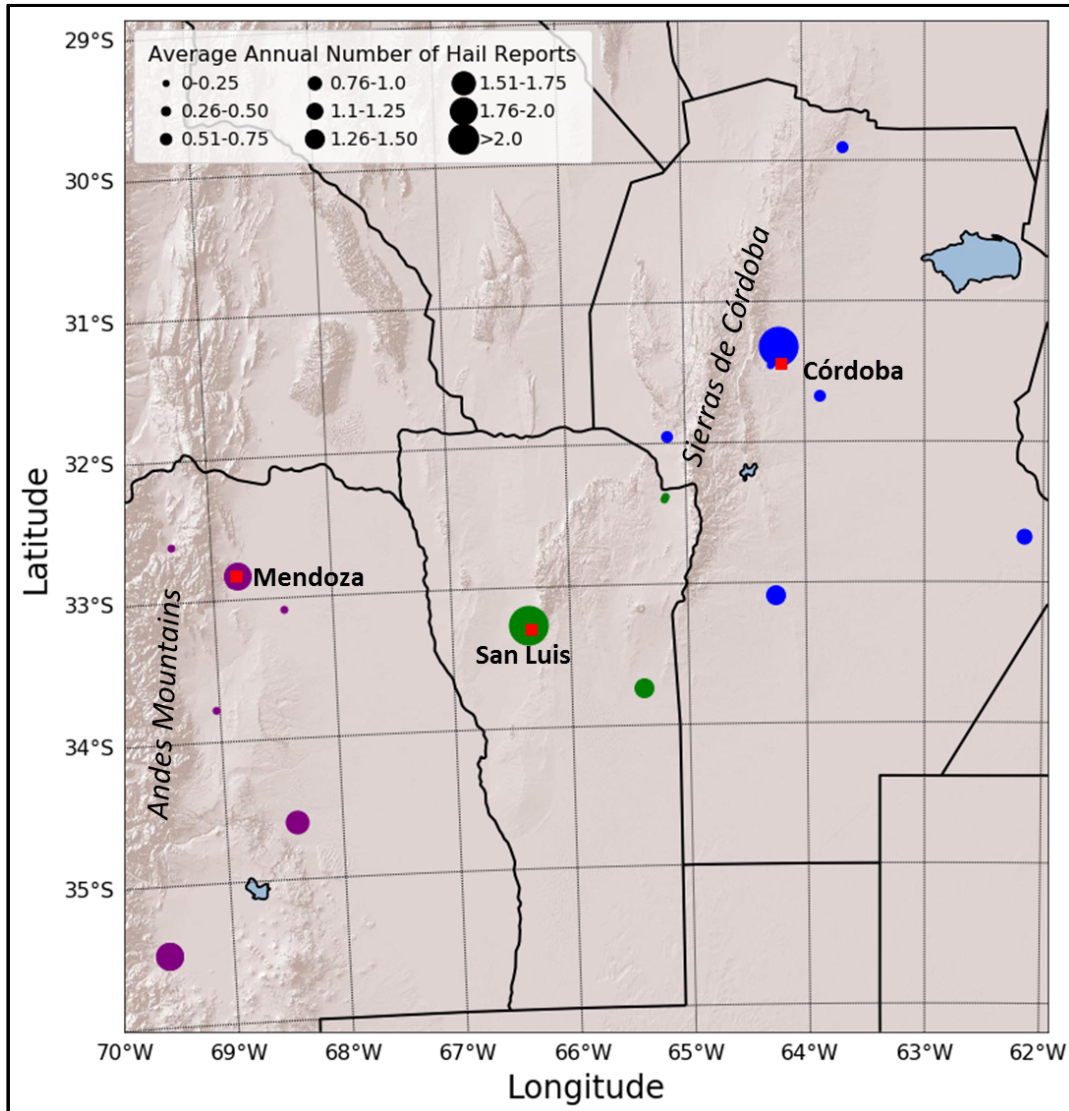 Average Annual Number of Hail Reports
0-0.25 0.76-1.0 1.51-1.75
0.26-0.50 1.1-1.25 1.76-2.0
0.51-0.75 1.26-1.50 >2.0
29°S
30°S
31°S
32°S
33°S
34°S
35°S
Latitude
Sierras de Córdoba
Córdoba
Mendoza
Andes Mountains
San Luis
70°W 69°W 68°W 67°W 66°W 65°W 64°W 63°W 62°W
Longitude